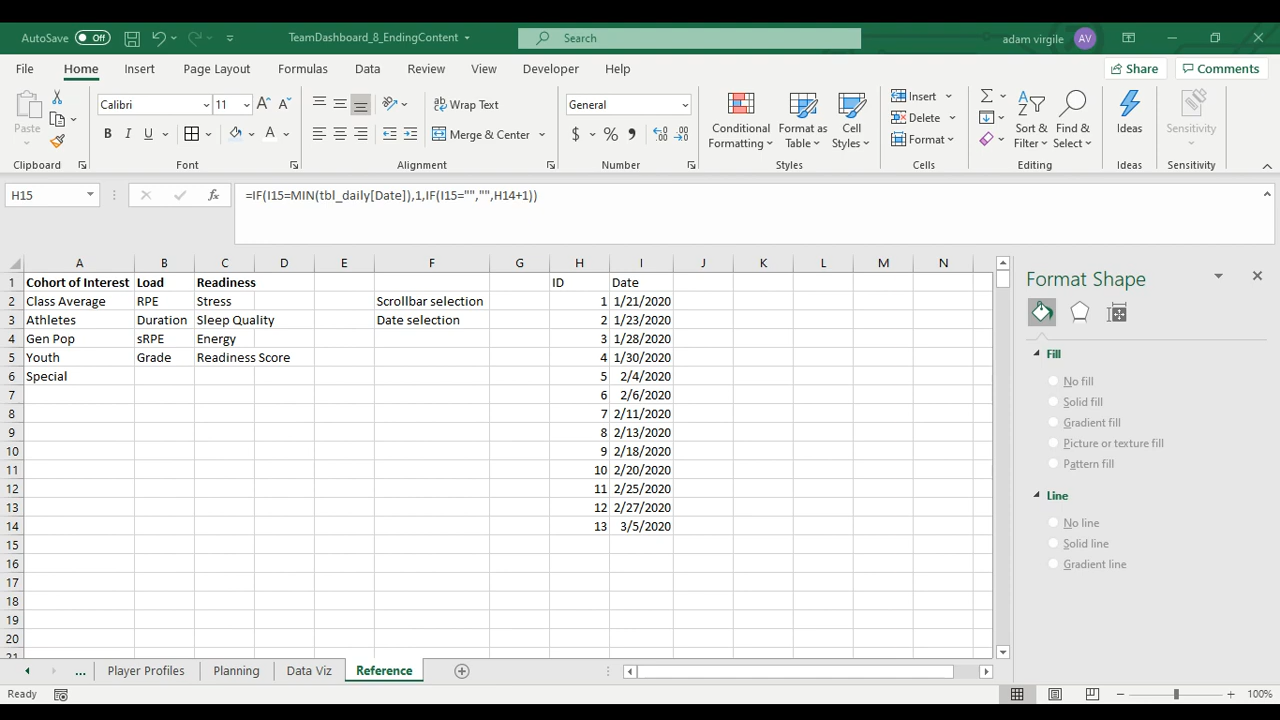 AutoSave Off TeamDashboard_8_EndingContent Search adam virgile AV
File Home Insert Page Layout Formulas Data Review View Developer Help Share Comments
Paste Calibri 11 Wrap Text Merge & Center General Conditional Formatting Format as Table Cell Styles Insert Delete Format Sort & Filter Find & Select Ideas Sensitivity
Clipboard Font Alignment Number Styles Cells Editing Ideas Sensitivity
H15 fx =IF(I15=MIN(tbl_daily[Date]),1,IF(I15="","",H14+1))
A B C D E F G H I J K L M N
1 Cohort of Interest Load Readiness ID Date
2 Class Average RPE Stress Scrollbar selection 1 1/21/2020
3 Athletes Duration Sleep Quality Date selection 2 1/23/2020
4 Gen Pop sRPE Energy 3 1/28/2020
5 Youth Grade Readiness Score 4 1/30/2020
6 Special 5 2/4/2020
7 6 2/6/2020
8 7 2/11/2020
9 8 2/13/2020
10 9 2/18/2020
11 10 2/20/2020
12 11 2/25/2020
13 12 2/27/2020
14 13 3/5/2020
15
16
17
18
19
20
21
Format Shape
Fill
No fill
Solid fill
Gradient fill
Picture or texture fill
Pattern fill
Line
No line
Solid line
Gradient line
... Player Profiles Planning Data Viz Reference
Ready 100%